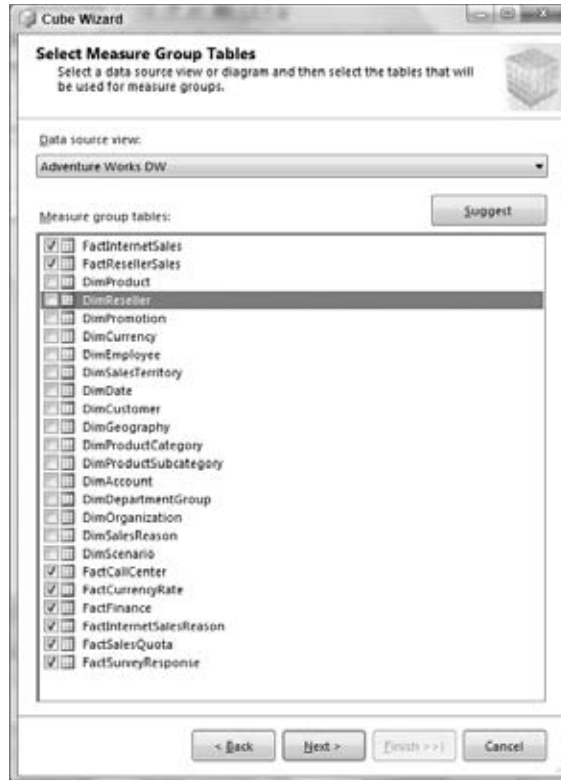 Cube Wizard
Select Measure Group Tables
Select a data source view or diagram and then select the tables that will
be used for measure groups.
Data source view:
Adventure Works DW
Measure group tables:
Suggest
FactInternetSales
FactResellerSales
DimProduct
DimReseller
DimPromotion
DimCurrency
DimEmployee
DimSalesTerritory
DimDate
DimCustomer
DimGeography
DimProductCategory
DimProductSubcategory
DimAccount
DimDepartmentGroup
DimOrganization
DimSalesReason
DimScenario
FactCallCenter
FactCurrencyRate
FactFinance
FactInternetSalesReason
FactSalesQuota
FactSurveyResponse
< Back
Next >
Finish >>|
Cancel